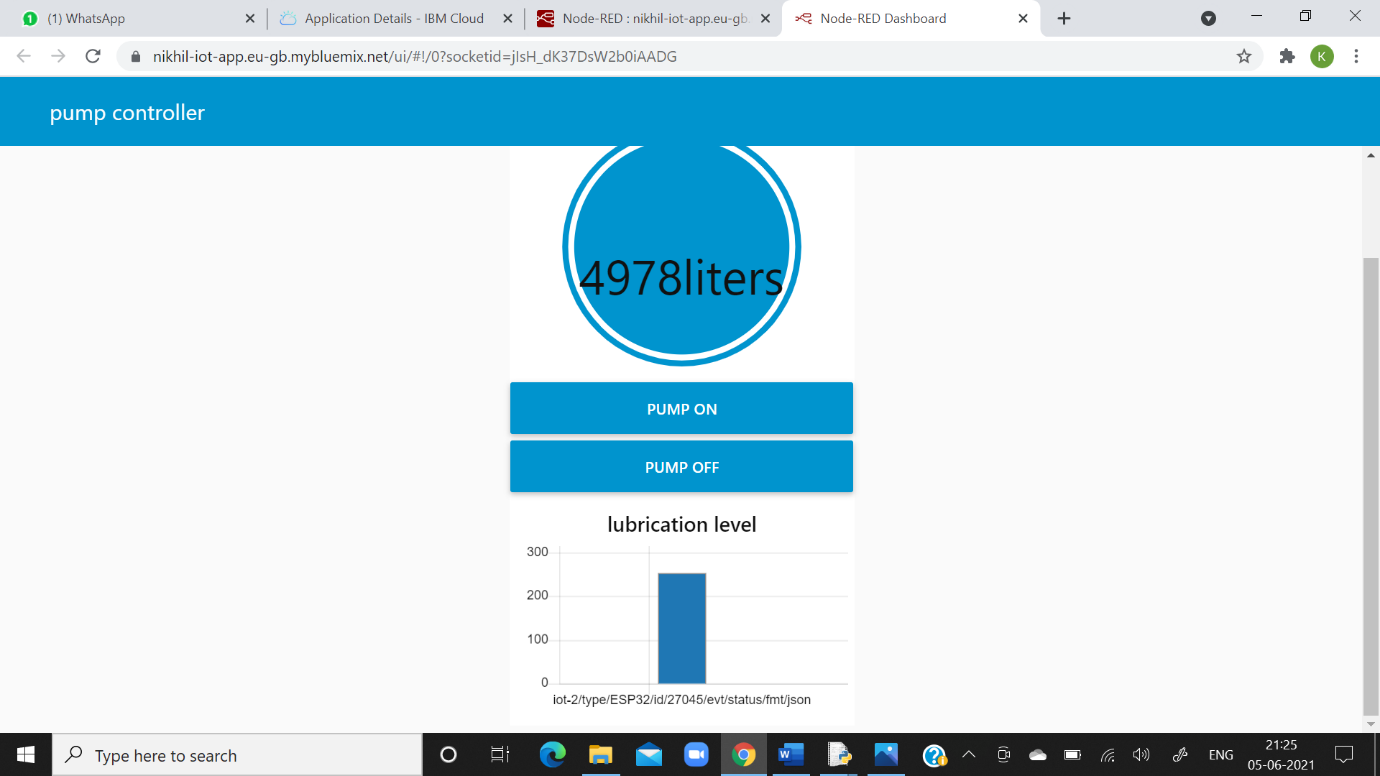 (1) WhatsApp
Application Details - IBM Cloud
Node-RED : nikhil-iot-app.eu-gb.
Node-RED Dashboard
nikhil-iot-app.eu-gb.mybluemix.net/ui/#!/0?socketid=jIsH_dK37DsW2b0iAADG
K
pump controller
4978liters
PUMP ON
PUMP OFF
lubrication level
300
200
100
0
iot-2/type/ESP32/id/27045/evt/status/fmt/json
Type here to search
ENG
21:25
05-06-2021